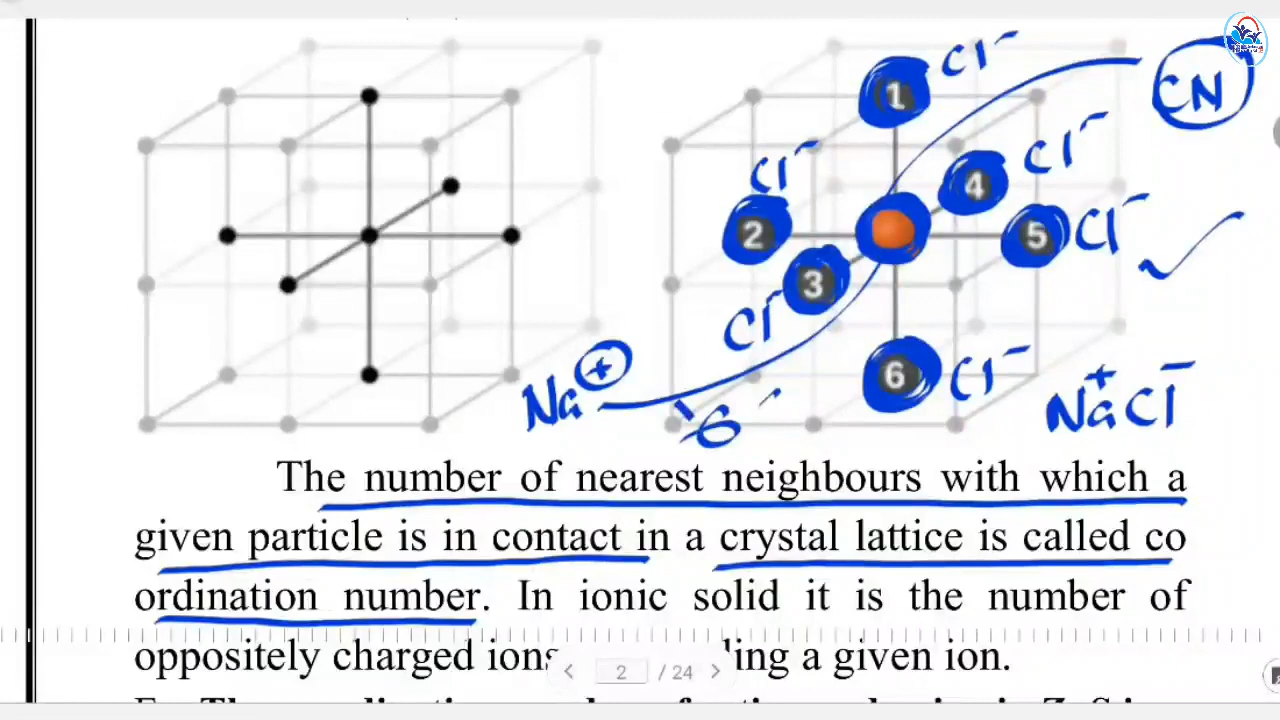 Cl⁻
CN
1
Cl⁻
Cl⁻
4
2
5
Cl⁻
3
Cl⁻
Na⁺
6
Cl⁻
6
Na⁺Cl⁻
The number of nearest neighbours with which a
given particle is in contact in a crystal lattice is called co
ordination number. In ionic solid it is the number of
oppositely charged ions
ding a given ion.
2 / 24